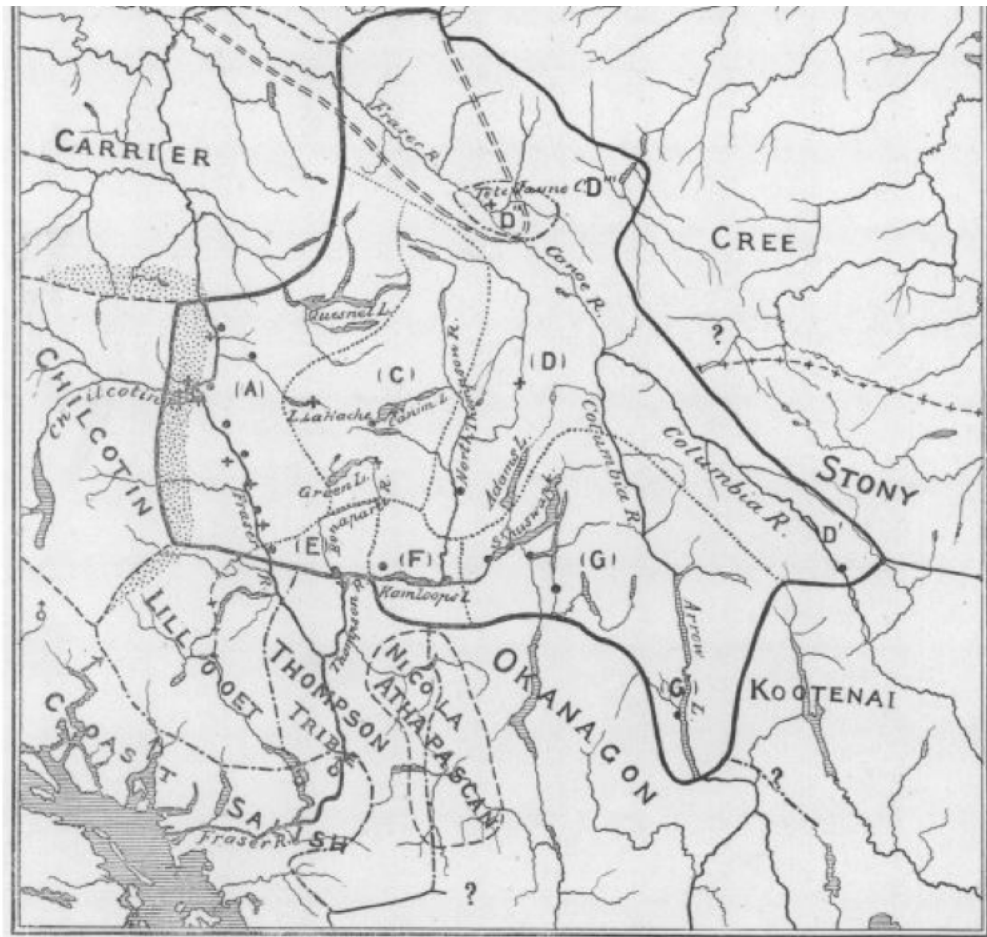 Fraser R.
CARRIER
Tete Jaune C.
D'''
D''
CREE
Canoe R.
Quesnel L.
?
CHILCOTIN
Chilcotin
(A)
(C)
(D)
L. La Hache
North Thompson R.
Columbia R.
Columbia R.
STONY
Green L.
Adams L.
Shuswap L.
Bonaparte R.
Fraser
(E)
(F)
(G)
D'
Kamloops L.
Thompson R.
LILLOOET
THOMPSON
TRIBE
NICOLA
ATHAPASCAN
OKANAGON
Arrow L.
G'
KOOTENAI
COAST
SALISH
Fraser R.
?
?